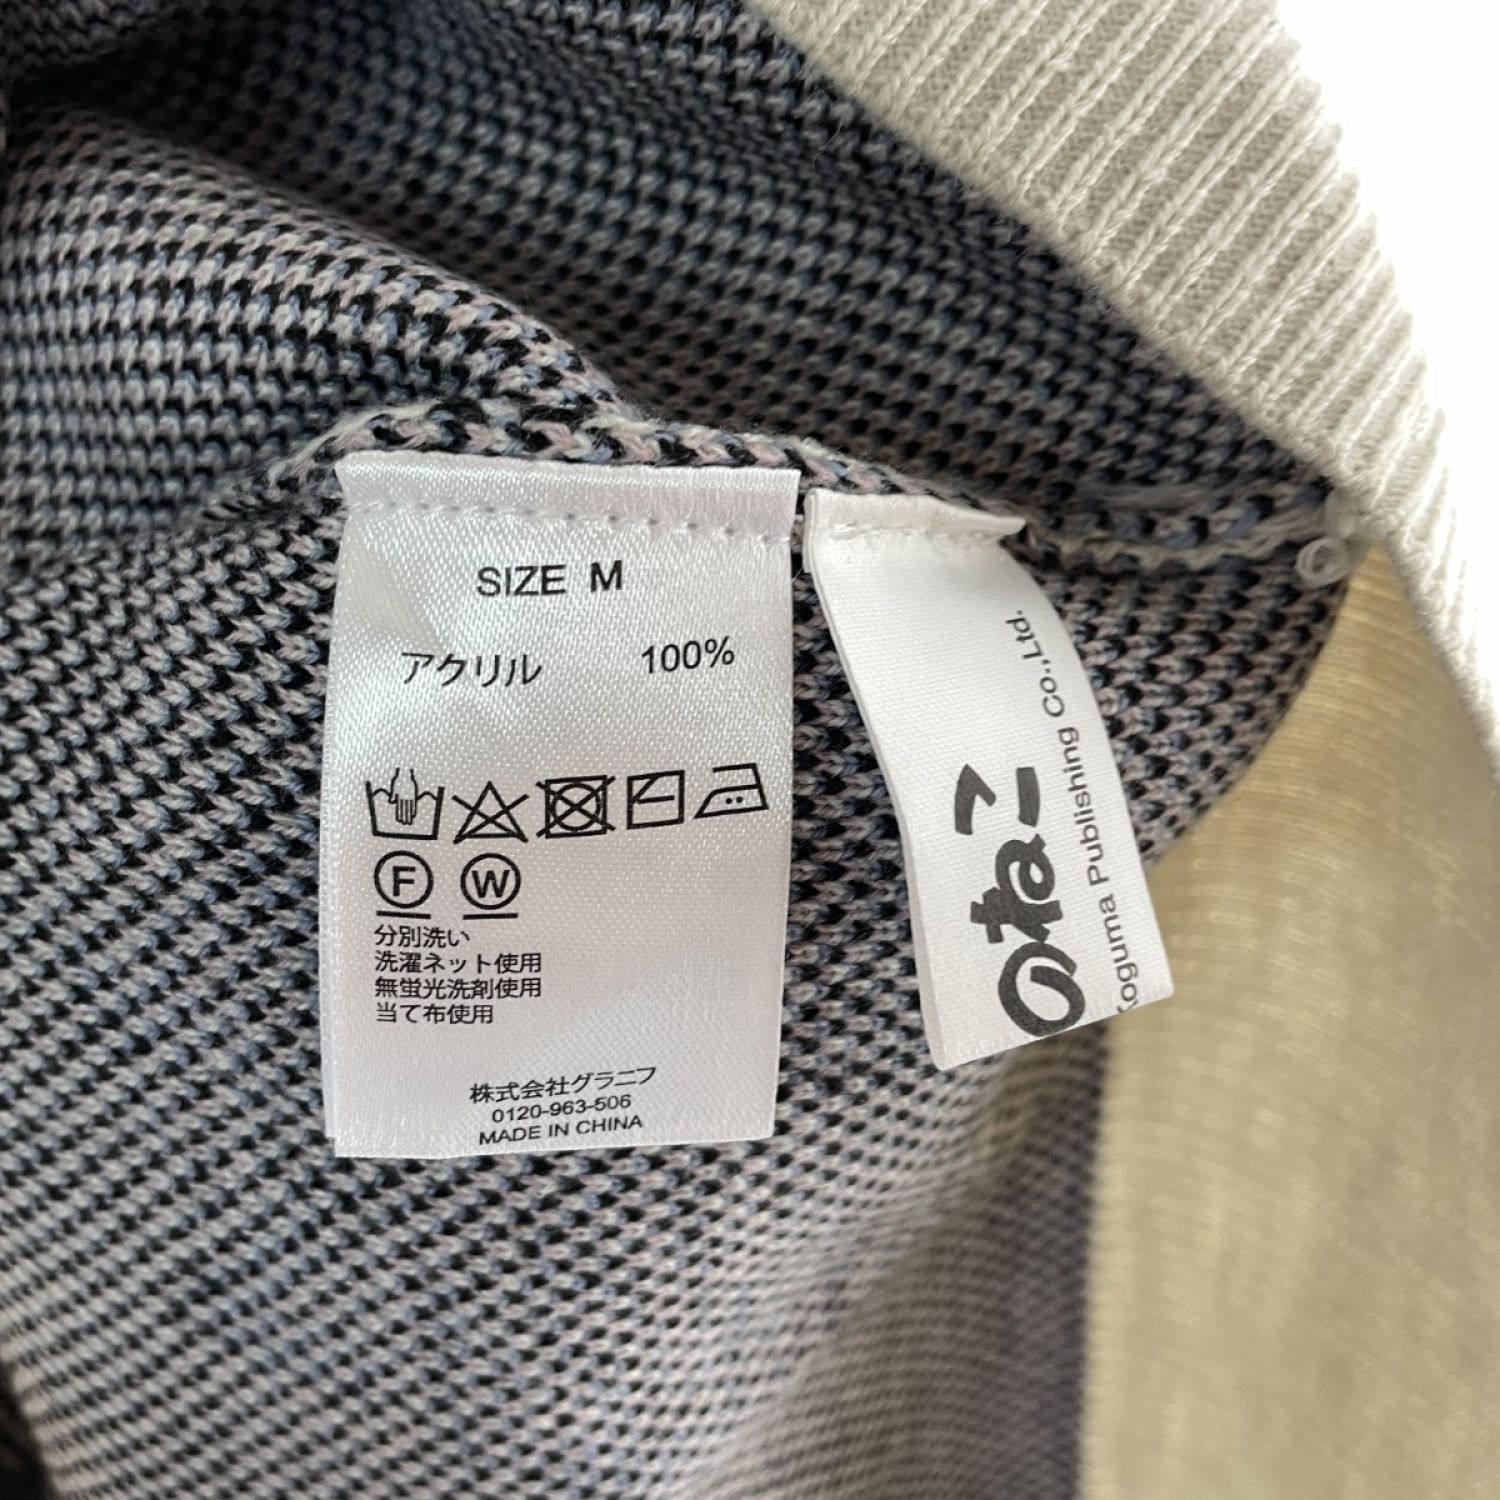 SIZE M
アクリル 100%
F W
分別洗い
洗濯ネット使用
無蛍光洗剤使用
当て布使用
株式会社グラニフ
0120-963-506
MADE IN CHINA
Koguma Publishing Co.,Ltd.